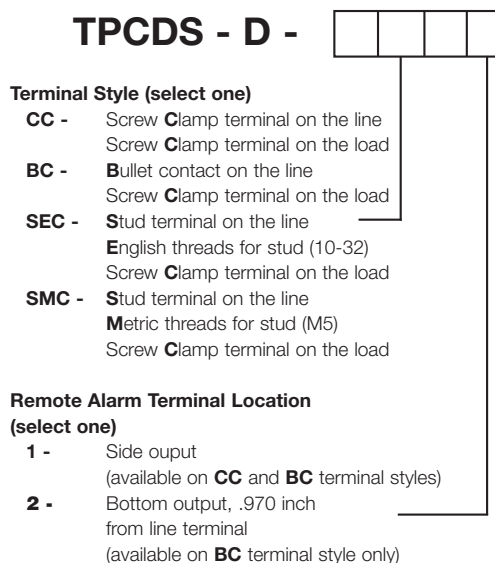 TPCDS - D -
Terminal Style (select one)
CC - Screw Clamp terminal on the line
Screw Clamp terminal on the load
BC - Bullet contact on the line
Screw Clamp terminal on the load
SEC - Stud terminal on the line
English threads for stud (10-32)
Screw Clamp terminal on the load
SMC - Stud terminal on the line
Metric threads for stud (M5)
Screw Clamp terminal on the load
Remote Alarm Terminal Location
(select one)
1 - Side ouput
(available on CC and BC terminal styles)
2 - Bottom output, .970 inch
from line terminal
(available on BC terminal style only)